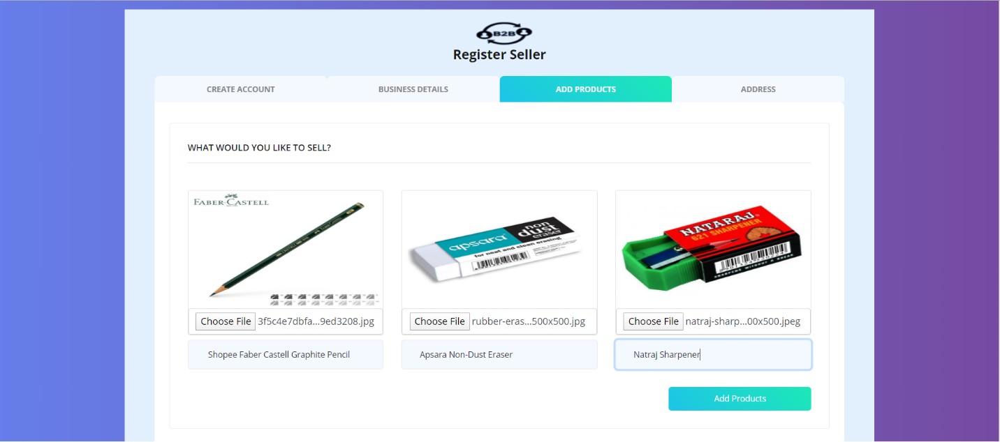 B2B
Register Seller
CREATE ACCOUNT
BUSINESS DETAILS
ADD PRODUCTS
ADDRESS
WHAT WOULD YOU LIKE TO SELL?
FABER-CASTELL
apsara
non
dust
eraser
for neat and clean erasing
NATARAJ
621 SHARPENER
SHARPENS WITHOUT A BREAK
Choose File 3f5c4e7dbfa...9ed3208.jpg
Choose File rubber-eras...500x500.jpg
Choose File natraj-sharp...00x500.jpeg
Shopee Faber Castell Graphite Pencil
Apsara Non-Dust Eraser
Natraj Sharpener
Add Products